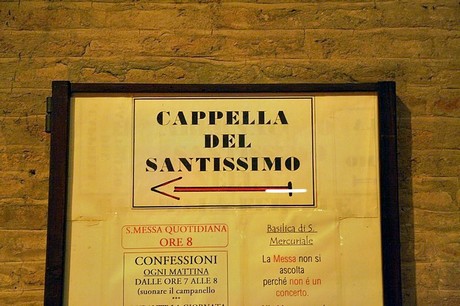 CAPPELLA
DEL
SANTISSIMO
S.MESSA QUOTIDIANA
ORE 8
CONFESSIONI
OGNI MATTINA
DALLE ORE 7 ALLE 8
(suonare il campanello
***
Basilica di S.
Mercuriale
La Messa non si
ascolta
perché non é un
concerto.